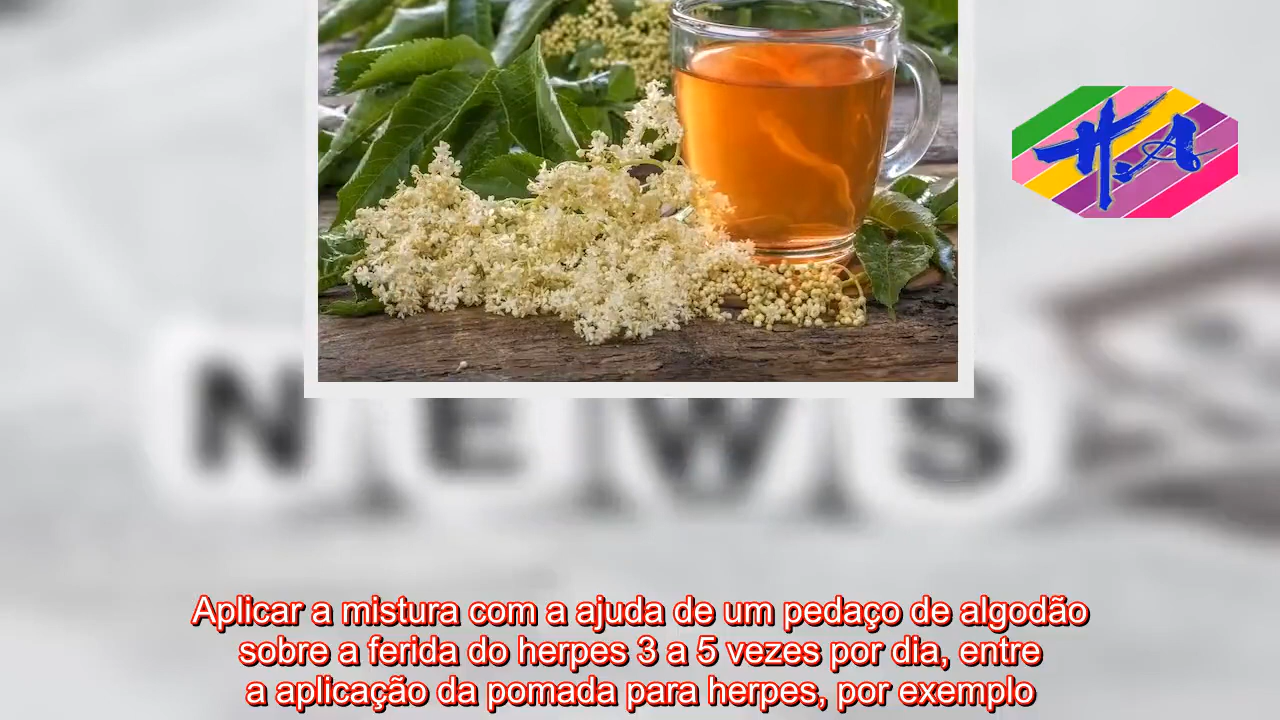 H.A
NEWS
Aplicar a mistura com a ajuda de um pedaço de algodão
sobre a ferida do herpes 3 a 5 vezes por dia, entre
a aplicação da pomada para herpes, por exemplo